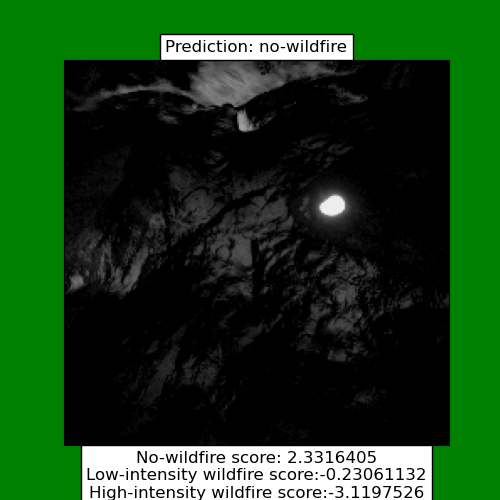 Prediction: no-wildfire
No-wildfire score: 2.3316405
Low-intensity wildfire score:-0.23061132
High-intensity wildfire score:-3.1197526